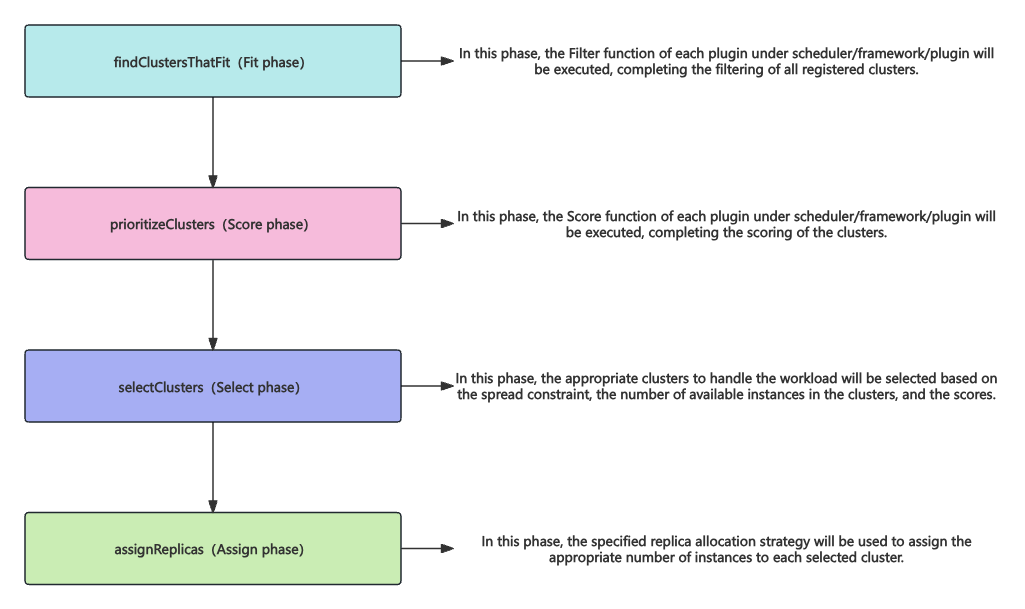 findClustersThatFit (Fit phase)
In this phase, the Filter function of each plugin under scheduler/framework/plugin will
be executed, completing the filtering of all registered clusters.
prioritizeClusters (Score phase)
In this phase, the Score function of each plugin under scheduler/framework/plugin will
be executed, completing the scoring of the clusters.
selectClusters (Select phase)
In this phase, the appropriate clusters to handle the workload will be selected based on
the spread constraint, the number of available instances in the clusters, and the scores.
assignReplicas (Assign phase)
In this phase, the specified replica allocation strategy will be used to assign the
appropriate number of instances to each selected cluster.